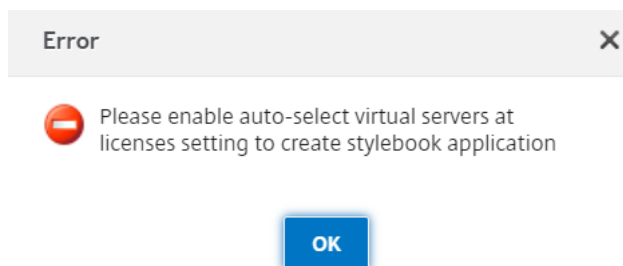 Error
Please enable auto-select virtual servers at
licenses setting to create stylebook application
OK